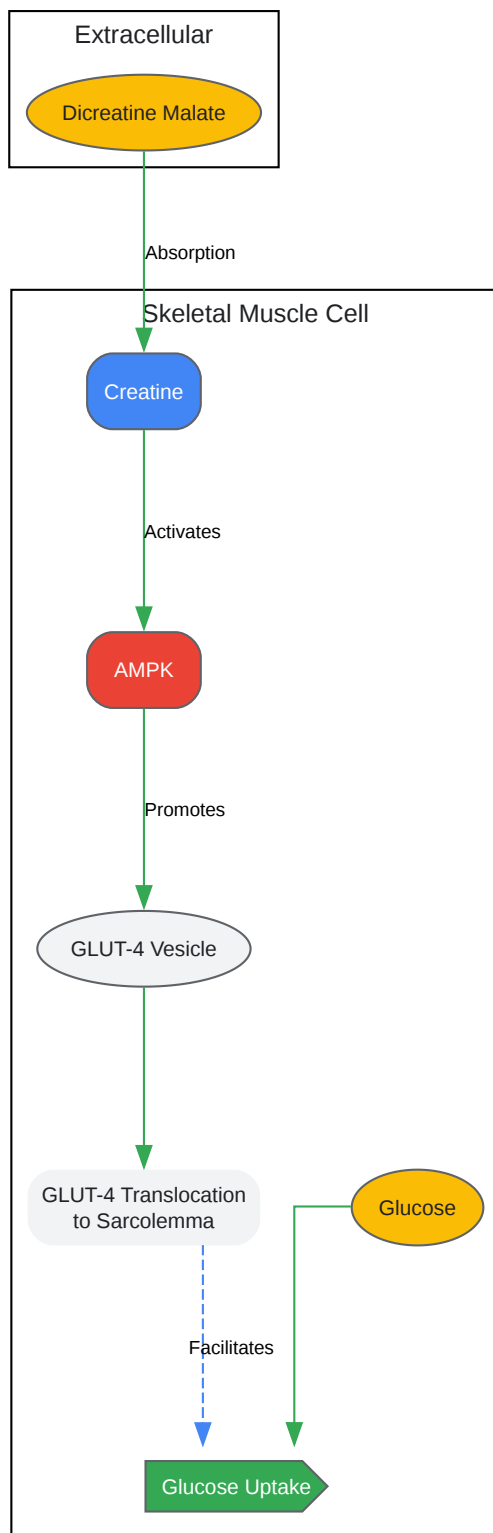 Extracellular
Dicreatine Malate
Absorption
Skeletal Muscle Cell
Creatine
Activates
AMPK
Promotes
GLUT-4 Vesicle
GLUT-4 Translocation
to Sarcolemma
Glucose
Facilitates
Glucose Uptake